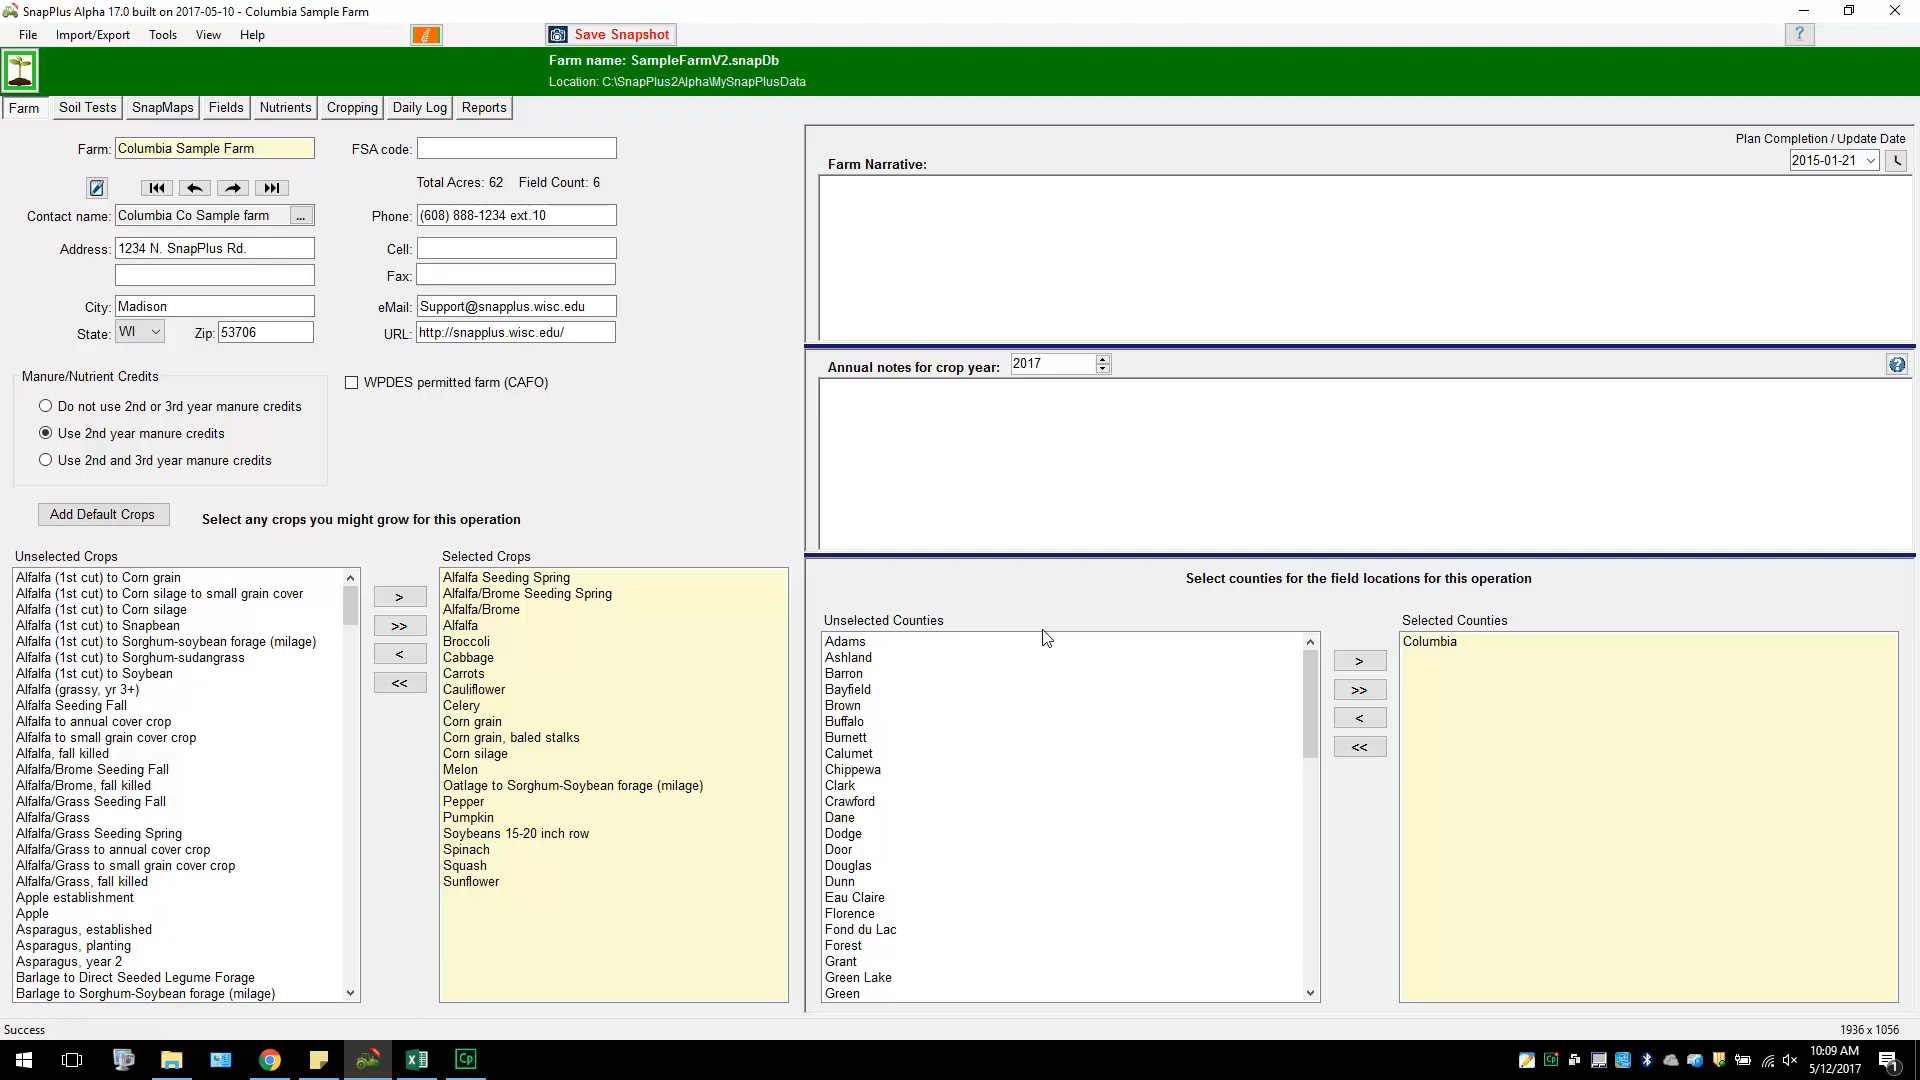 SnapPlus Alpha 17.0 built on 2017-05-10 - Columbia Sample Farm
File Import/Export Tools View Help
Save Snapshot
?
Farm name: SampleFarmV2.snapDb
Location: C:\SnapPlus2Alpha\MySnapPlusData
Farm Soil Tests SnapMaps Fields Nutrients Cropping Daily Log Reports
Farm: Columbia Sample Farm
FSA code:
Total Acres: 62 Field Count: 6
Contact name: Columbia Co Sample farm ...
Phone: (608) 888-1234 ext.10
Address: 1234 N. SnapPlus Rd.
Cell:
Fax:
City: Madison
eMail: Support@snapplus.wisc.edu
State: WI Zip: 53706
URL: http://snapplus.wisc.edu/
Manure/Nutrient Credits
WPDES permitted farm (CAFO)
Do not use 2nd or 3rd year manure credits
Use 2nd year manure credits
Use 2nd and 3rd year manure credits
Add Default Crops
Select any crops you might grow for this operation
Unselected Crops
Alfalfa (1st cut) to Corn grain
Alfalfa (1st cut) to Corn silage to small grain cover
Alfalfa (1st cut) to Corn silage
Alfalfa (1st cut) to Snapbean
Alfalfa (1st cut) to Sorghum-soybean forage (milage)
Alfalfa (1st cut) to Sorghum-sudangrass
Alfalfa (1st cut) to Soybean
Alfalfa (grassy, yr 3+)
Alfalfa Seeding Fall
Alfalfa to annual cover crop
Alfalfa to small grain cover crop
Alfalfa, fall killed
Alfalfa/Brome Seeding Fall
Alfalfa/Brome, fall killed
Alfalfa/Grass Seeding Fall
Alfalfa/Grass
Alfalfa/Grass Seeding Spring
Alfalfa/Grass to annual cover crop
Alfalfa/Grass to small grain cover crop
Alfalfa/Grass, fall killed
Apple establishment
Apple
Asparagus, established
Asparagus, planting
Asparagus, year 2
Barlage to Direct Seeded Legume Forage
Barlage to Sorghum-Soybean forage (milage)
>
>>
<
<<
Selected Crops
Alfalfa Seeding Spring
Alfalfa/Brome Seeding Spring
Alfalfa/Brome
Alfalfa
Broccoli
Cabbage
Carrots
Cauliflower
Celery
Corn grain
Corn grain, baled stalks
Corn silage
Melon
Oatlage to Sorghum-Soybean forage (milage)
Pepper
Pumpkin
Soybeans 15-20 inch row
Spinach
Squash
Sunflower
Plan Completion / Update Date
2015-01-21
Farm Narrative:
Annual notes for crop year: 2017
?
Select counties for the field locations for this operation
Unselected Counties
Adams
Ashland
Barron
Bayfield
Brown
Buffalo
Burnett
Calumet
Chippewa
Clark
Crawford
Dane
Dodge
Door
Douglas
Dunn
Eau Claire
Florence
Fond du Lac
Forest
Grant
Green Lake
Green
>
>>
<
<<
Selected Counties
Columbia
Success
1936 x 1056
Cp
10:09 AM
5/12/2017
1